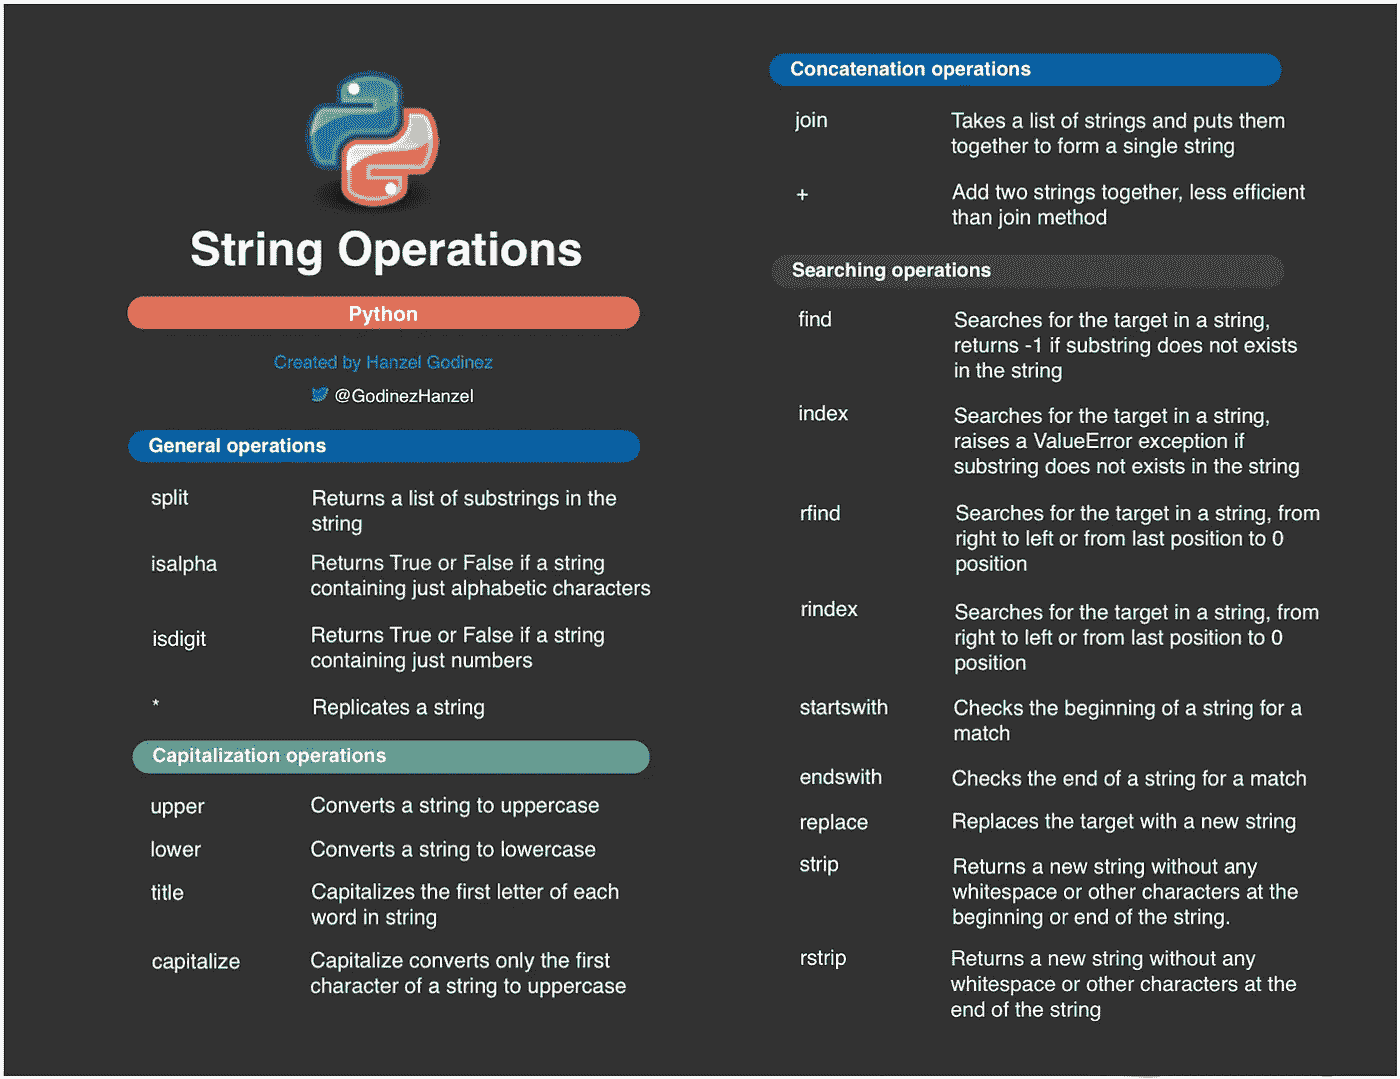 String Operations
Python
Created by Hanzel Godinez
@GodinezHanzel
General operations
split
Returns a list of substrings in the
string
isalpha
Returns True or False if a string
containing just alphabetic characters
isdigit
Returns True or False if a string
containing just numbers
*
Replicates a string
Capitalization operations
upper
Converts a string to uppercase
lower
Converts a string to lowercase
title
Capitalizes the first letter of each
word in string
capitalize
Capitalize converts only the first
character of a string to uppercase
Concatenation operations
join
Takes a list of strings and puts them
together to form a single string
+
Add two strings together, less efficient
than join method
Searching operations
find
Searches for the target in a string,
returns -1 if substring does not exists
in the string
index
Searches for the target in a string,
raises a ValueError exception if
substring does not exists in the string
rfind
Searches for the target in a string, from
right to left or from last position to 0
position
rindex
Searches for the target in a string, from
right to left or from last position to 0
position
startswith
Checks the beginning of a string for a
match
endswith
Checks the end of a string for a match
replace
Replaces the target with a new string
strip
Returns a new string without any
whitespace or other characters at the
beginning or end of the string.
rstrip
Returns a new string without any
whitespace or other characters at the
end of the string